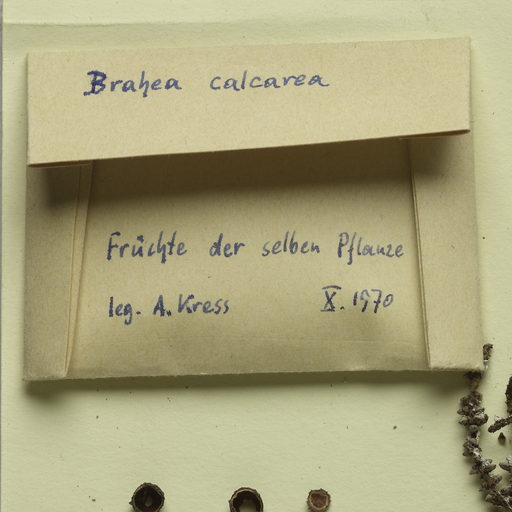 Brahea calcarea
Früchte der selben Pflanze
leg. A. Kress X. 1970